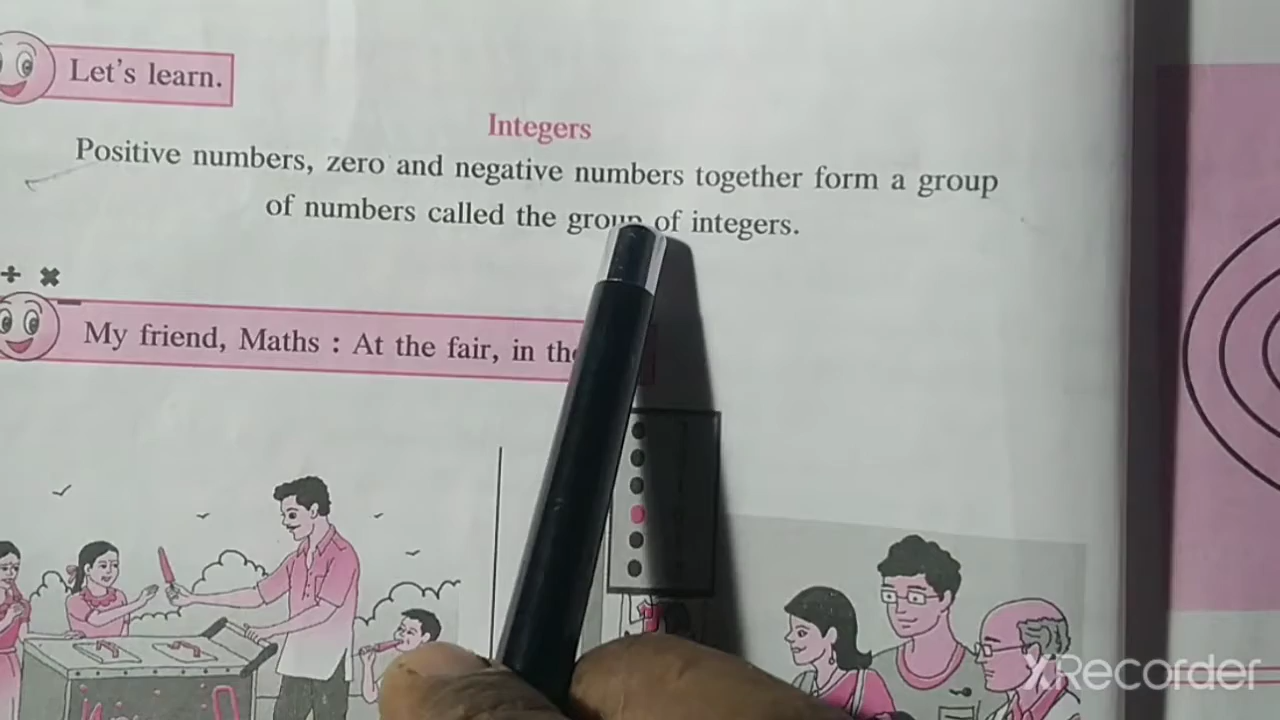 Let's learn.
Integers
Positive numbers, zero and negative numbers together form a group
of numbers called the group of integers.
÷ ×
−
My friend, Maths : At the fair, in the
XRecorder